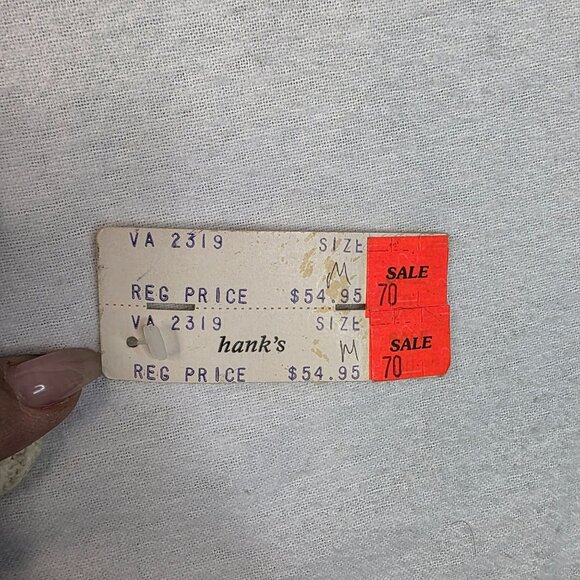 VA 2319 SIZE
M SALE
REG PRICE $54.95 70
VA 2319 SIZE
hank's M SALE
REG PRICE $54.95 70